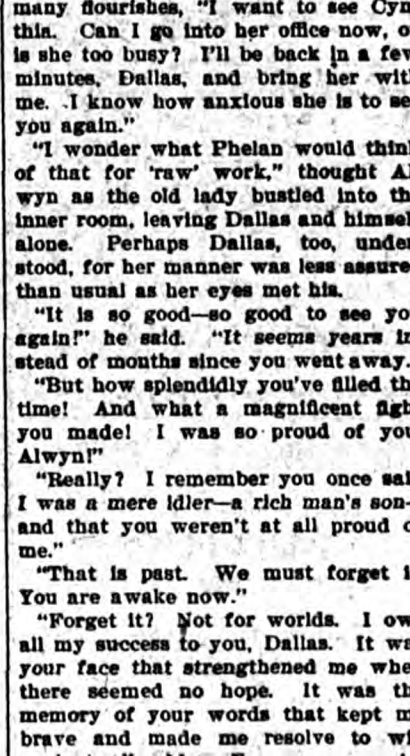 many flourishes, "I want to see Cyn
thia. Can I go into her office now, o
is she too busy? I'll be back in a few
minutes, Dallas, and bring her wit
me. I know how anxious she is to se
you again."
"I wonder what Phelan would thin
of that for 'raw' work," thought Al
wyn as the old lady bustled into th
inner room, leaving Dallas and himsel
alone. Perhaps Dallas, too, under
stood, for her manner was less assure
than usual as her eyes met his.
"It is so good—so good to see yo
again!" he said. "It seems years in
stead of months since you went away.
"But how splendidly you've filled th
time! And what a magnificent figh
you made! I was so proud of you
Alwyn!"
"Really? I remember you once sai
I was a mere idler—a rich man's son—
and that you weren't at all proud o
me."
"That is past. We must forget i
You are awake now."
"Forget it? Not for worlds. I ow
all my success to you, Dallas. It wa
your face that strengthened me whe
there seemed no hope. It was th
memory of your words that kept m
brave and made me resolve to wi